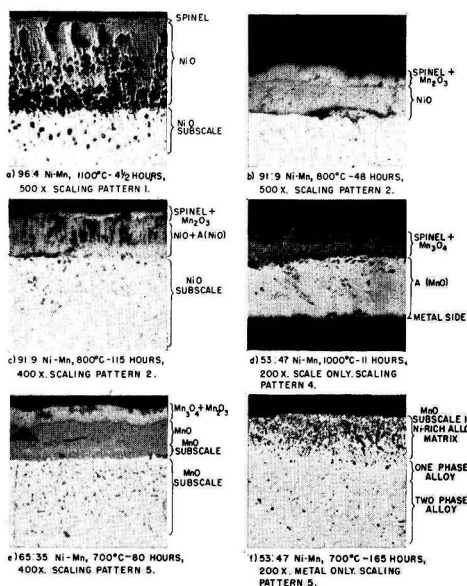 SPINEL
NiO
NiO
SUBSCALE
a) 96:4 Ni-Mn, 1100°C- 4½ HOURS,
500 X. SCALING PATTERN 1.
SPINEL +
Mn2O3
NiO
b) 91:9 Ni-Mn, 800°C-48 HOURS,
500 X. SCALING PATTERN 2.
SPINEL +
Mn2O3
NiO+A(NiO)
NiO
SUBSCALE
c) 91:9 Ni-Mn, 800°C-115 HOURS,
400 X. SCALING PATTERN 2.
SPINEL +
Mn3O4
A (MnO)
METAL SIDE
d) 53:47 Ni-Mn, 1000°C-11 HOURS,
200 X. SCALE ONLY. SCALING
PATTERN 4.
Mn3O4+Mn2O3
MnO
MnO
SUBSCALE
MnO
SUBSCALE
e) 65:35 Ni-Mn, 700°C-80 HOURS,
400X. SCALING PATTERN 5.
MnO
SUBSCALE
Ni-RICH ALLO
MATRIX
ONE PHASE
ALLOY
TWO PHASE
ALLOY
f) 53:47 Ni-Mn, 700°C-165 HOURS,
200 X. METAL ONLY. SCALING
PATTERN 5.